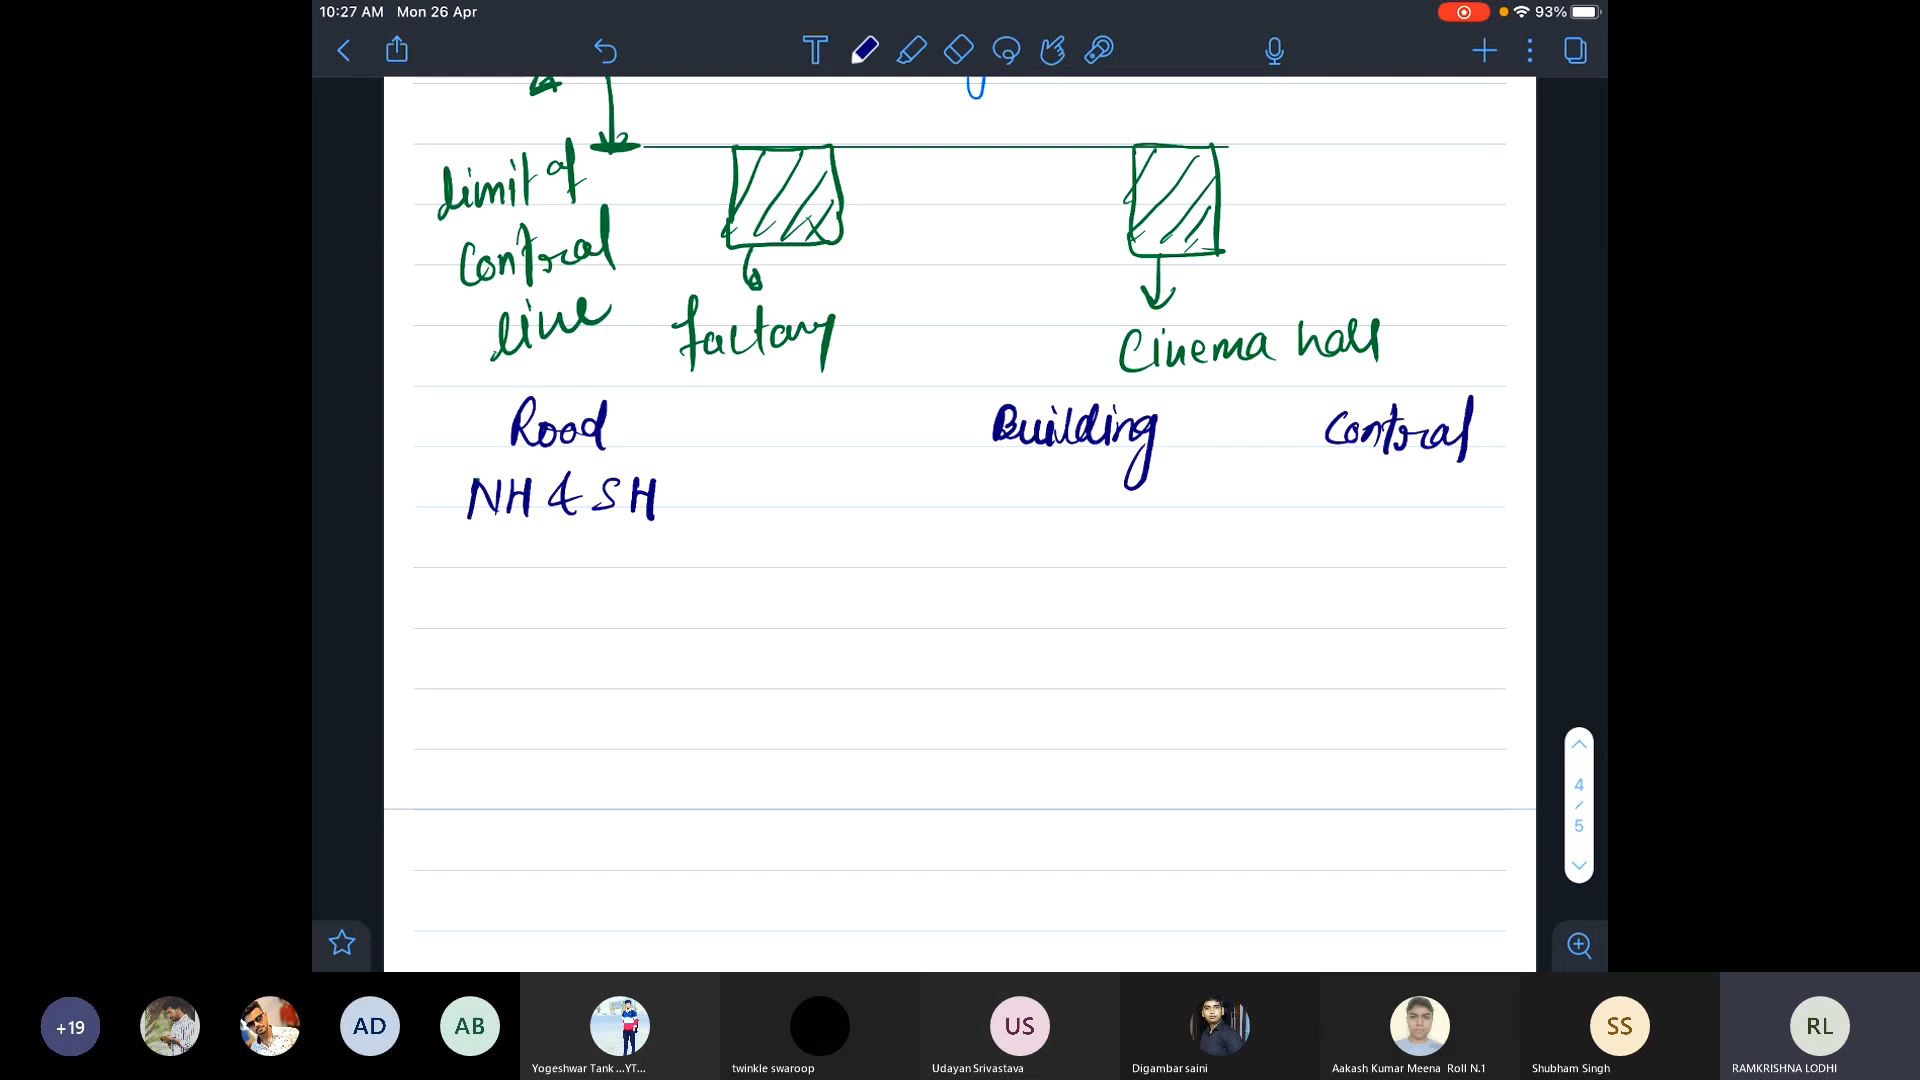 10:27 AM Mon 26 Apr
93%
limit of
control
line
factory
Cinema hall
Road Building Control
NH & SH
4
/
5
+19
AD
AB
US
SS
RL
Yogeshwar Tank ...YT...
twinkle swaroop
Udayan Srivastava
Digambar saini
Aakash Kumar Meena Roll N.1
Shubham Singh
RAMKRISHNA LODHI